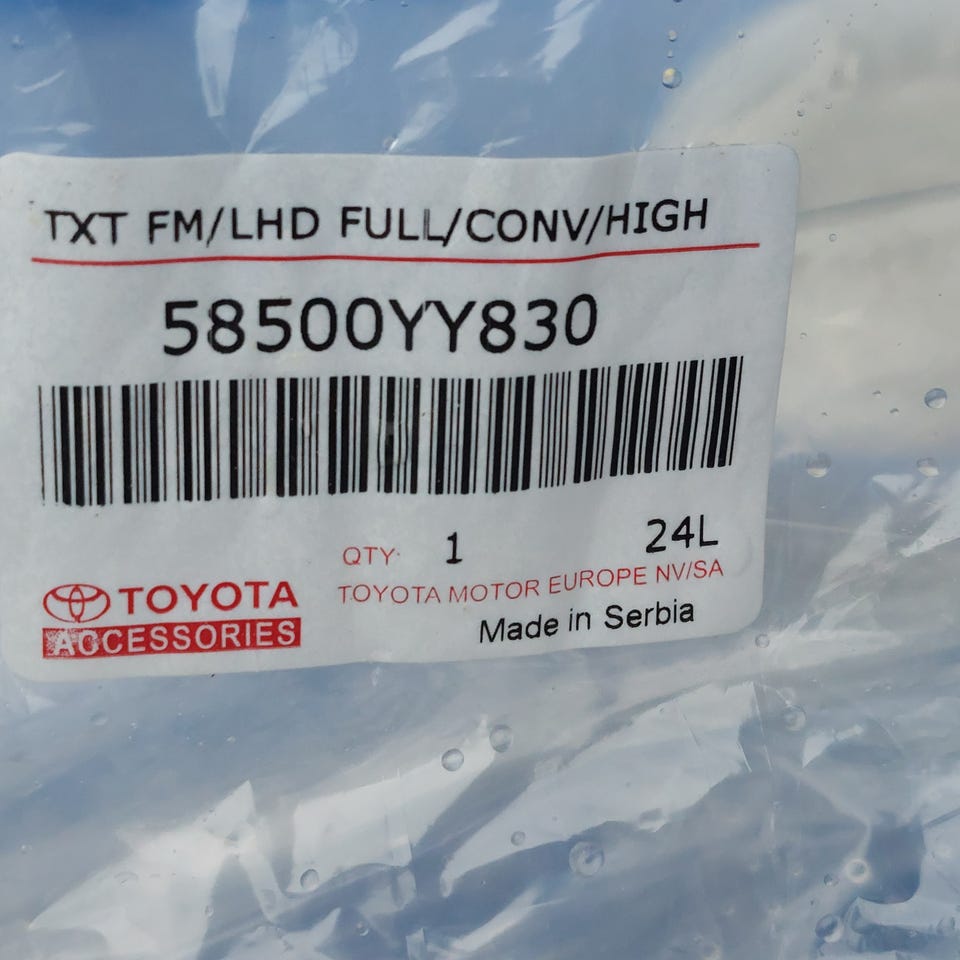 TXT FM/LHD FULL/CONV/HIGH
58500YY830
QTY 1 24L
TOYOTA
ACCESSORIES
TOYOTA MOTOR EUROPE NV/SA
Made in Serbia